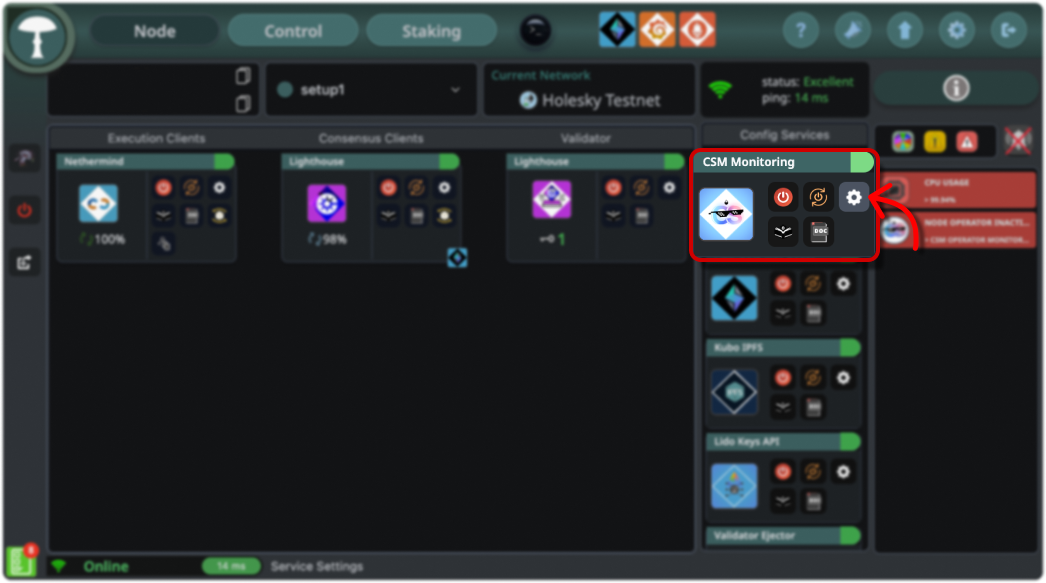 Node
Control
Staking
setup1
Current Network
Holesky Testnet
status: Excellent
ping: 14 ms
Execution Clients
Consensus Clients
Validator
Config Services
Nethermind
Lighthouse
Lighthouse
CSM Monitoring
100%
98%
1
DOC
CPU USAGE
= 99.94%
NODE OPERATOR INACTI...
= CSM OPERATOR MONITOR...
Kubo IPFS
Lido Keys API
Validator Ejector
Online
14 ms
Service Settings